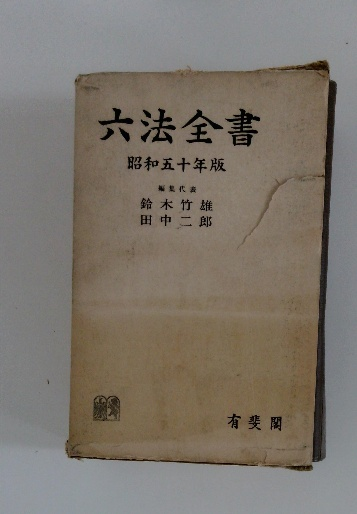 六法全書
昭和五十年版
編集代表
鈴木竹雄
田中二郎
有斐閣